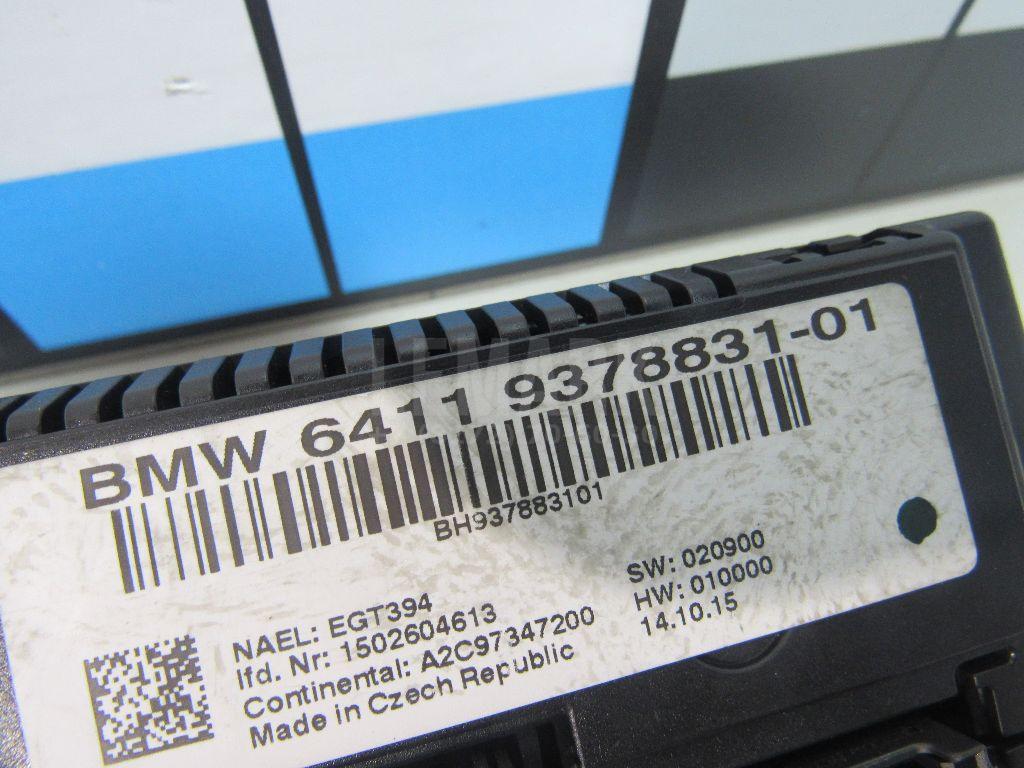 BMW 6411 9378831-01
BH937883101
NAEL: EGT394
lfd. Nr: 1502604613
Continental: A2C97347200
Made in Czech Republic
SW: 020900
HW: 010000
14.10.15